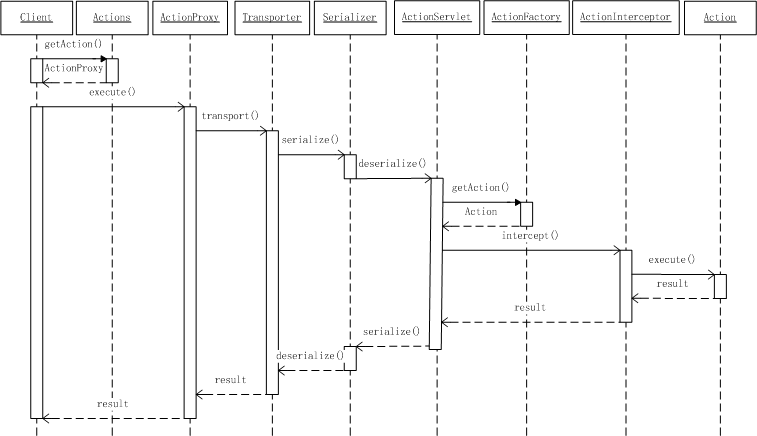 Client
Actions
ActionProxy
Transporter
Serializer
ActionServlet
ActionFactory
ActionInterceptor
Action
getAction()
ActionProxy
execute()
transport()
serialize()
deserialize()
getAction()
Action
intercept()
execute()
result
result
serialize()
deserialize()
result
result